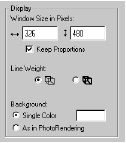 Display
Window Size in Pixels:
326 480
Keep Proportions
Line Weight:
Background:
Single Color
As in PhotoRendering